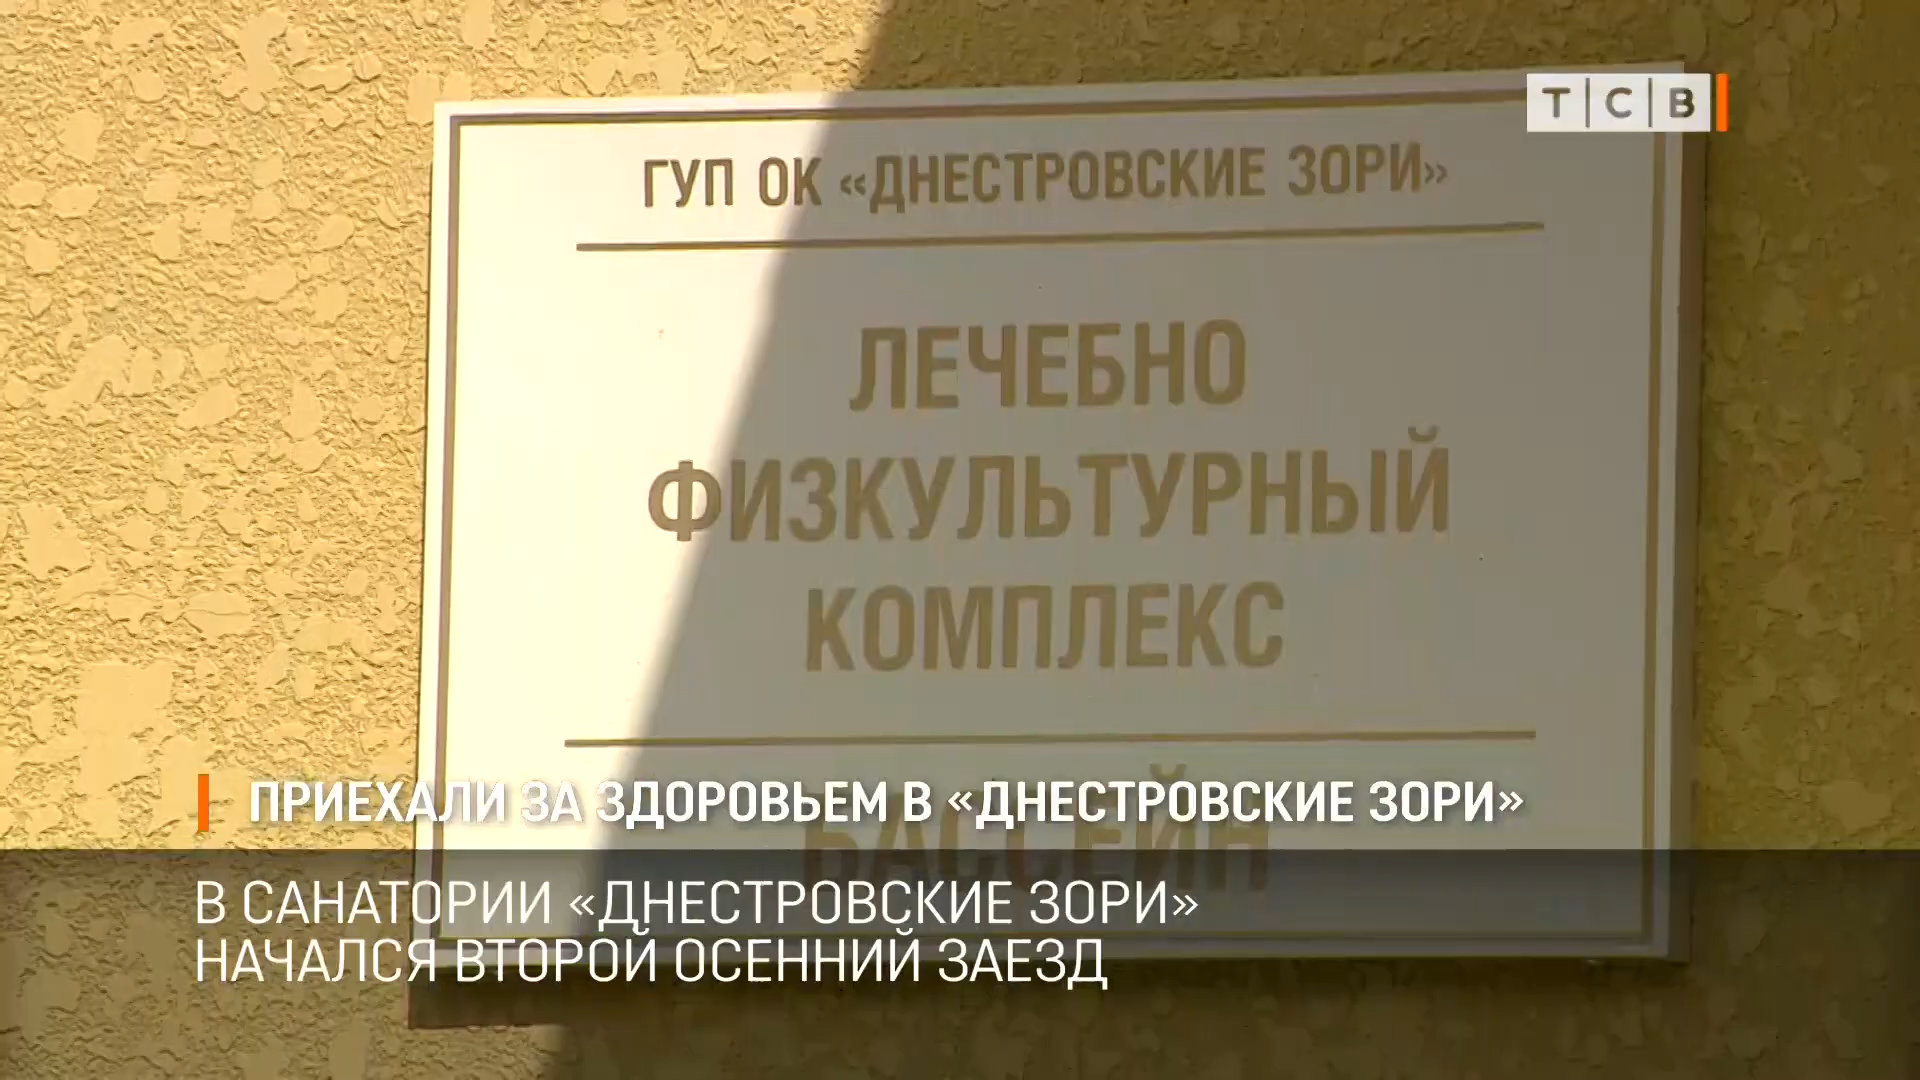 Т|С|В
ГУП ОК «ДНЕСТРОВСКИЕ ЗОРИ»
ЛЕЧЕБНО
ФИЗКУЛЬТУРНЫЙ
КОМПЛЕКС
БАССЕЙН
ПРИЕХАЛИ ЗА ЗДОРОВЬЕМ В «ДНЕСТРОВСКИЕ ЗОРИ»
В САНАТОРИИ «ДНЕСТРОВСКИЕ ЗОРИ»
НАЧАЛСЯ ВТОРОЙ ОСЕННИЙ ЗАЕЗД